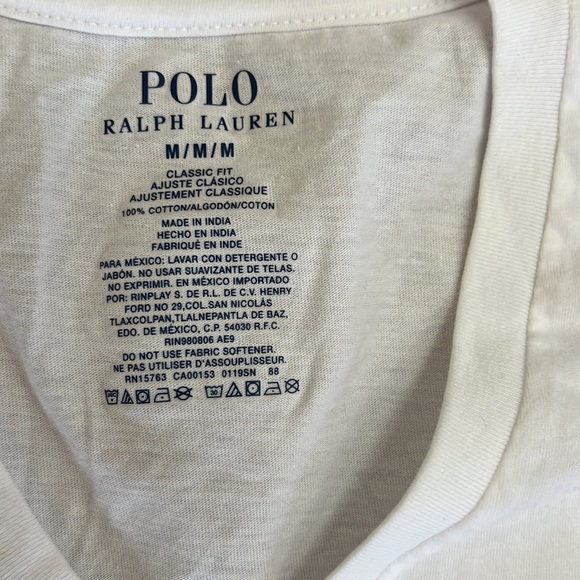 POLO
RALPH LAUREN
M/M/M
CLASSIC FIT
AJUSTE CLÁSICO
AJUSTEMENT CLASSIQUE
100% COTTON/ALGODÓN/COTON
MADE IN INDIA
HECHO EN INDIA
FABRIQUÉ EN INDE
PARA MÉXICO: LAVAR CON DETERGENTE O
JABÓN. NO USAR SUAVIZANTE DE TELAS.
NO EXPRIMIR. EN MÉXICO IMPORTADO
POR: RINPLAY S. DE R.L. DE C.V. HENRY
FORD NO 29,COL.SAN NICOLÁS
TLAXCOLPAN,TLALNEPANTLA DE BAZ,
EDO. DE MÉXICO, C.P. 54030 R.F.C.
RIN980806 AE9
DO NOT USE FABRIC SOFTENER.
NE PAS UTILISER D'ASSOUPLISSEUR.
RN15763 CA00153 0119SN 88
30